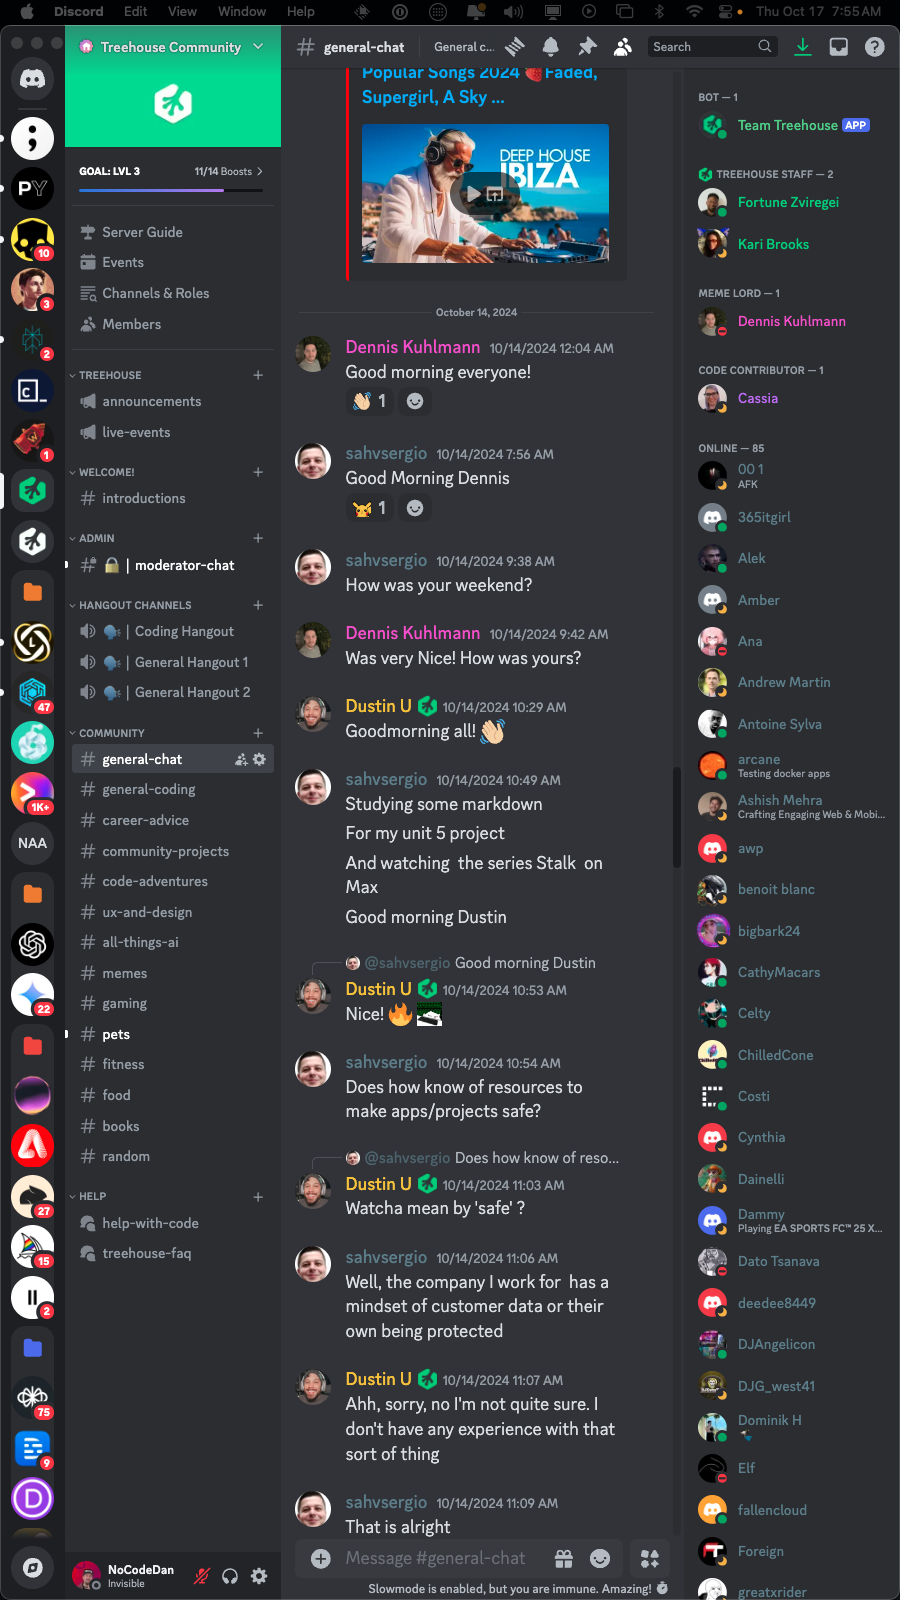 Discord Edit View Window Help Thu Oct 17 7:55 AM
Treehouse Community
GOAL: LVL 3 11/14 Boosts
Server Guide
Events
Channels & Roles
Members
TREEHOUSE
announcements
live-events
WELCOME!
introductions
ADMIN
🔒 | moderator-chat
HANGOUT CHANNELS
🗣️ | Coding Hangout
🗣️ | General Hangout 1
🗣️ | General Hangout 2
COMMUNITY
general-chat
general-coding
career-advice
community-projects
code-adventures
ux-and-design
all-things-ai
memes
gaming
pets
fitness
food
books
random
HELP
help-with-code
treehouse-faq
NoCodeDan
Invisible
PY
10
3
2
1
L
47
1K+
NAA
22
27
15
2
75
9
D
general-chat General c... Search
Popular Songs 2024 🍓Faded,
Supergirl, A Sky ...
DEEP HOUSE
IBIZA
October 14, 2024
Dennis Kuhlmann 10/14/2024 12:04 AM
Good morning everyone!
👋🏻 1
sahvsergio 10/14/2024 7:56 AM
Good Morning Dennis
1
sahvsergio 10/14/2024 9:38 AM
How was your weekend?
Dennis Kuhlmann 10/14/2024 9:42 AM
Was very Nice! How was yours?
Dustin U 10/14/2024 10:29 AM
Goodmorning all! 👋🏻
sahvsergio 10/14/2024 10:49 AM
Studying some markdown
For my unit 5 project
And watching the series Stalk on
Max
Good morning Dustin
@sahvsergio Good morning Dustin
Dustin U 10/14/2024 10:53 AM
Nice! 🔥
sahvsergio 10/14/2024 10:54 AM
Does how know of resources to
make apps/projects safe?
@sahvsergio Does how know of reso...
Dustin U 10/14/2024 11:03 AM
Watcha mean by 'safe' ?
sahvsergio 10/14/2024 11:06 AM
Well, the company I work for has a
mindset of customer data or their
own being protected
Dustin U 10/14/2024 11:07 AM
Ahh, sorry, no I'm not quite sure. I
don't have any experience with that
sort of thing
sahvsergio 10/14/2024 11:09 AM
That is alright
Message #general-chat
Slowmode is enabled, but you are immune. Amazing!
BOT — 1
Team Treehouse APP
TREEHOUSE STAFF — 2
Fortune Zviregei
Kari Brooks
MEME LORD — 1
Dennis Kuhlmann
CODE CONTRIBUTOR — 1
Cassia
ONLINE — 85
00 1
AFK
365itgirl
Alek
Amber
Ana
Andrew Martin
Antoine Sylva
arcane
Testing docker apps
Ashish Mehra
Crafting Engaging Web & Mobi...
awp
benoit blanc
bigbark24
CathyMacars
Celty
ChilledCone
Costi
Cynthia
Dainelli
Dammy
Playing EA SPORTS FC™ 25 X...
Dato Tsanava
deedee8449
DJAngelicon
DJG_west41
Dominik H
Elf
fallencloud
Foreign
greatxrider